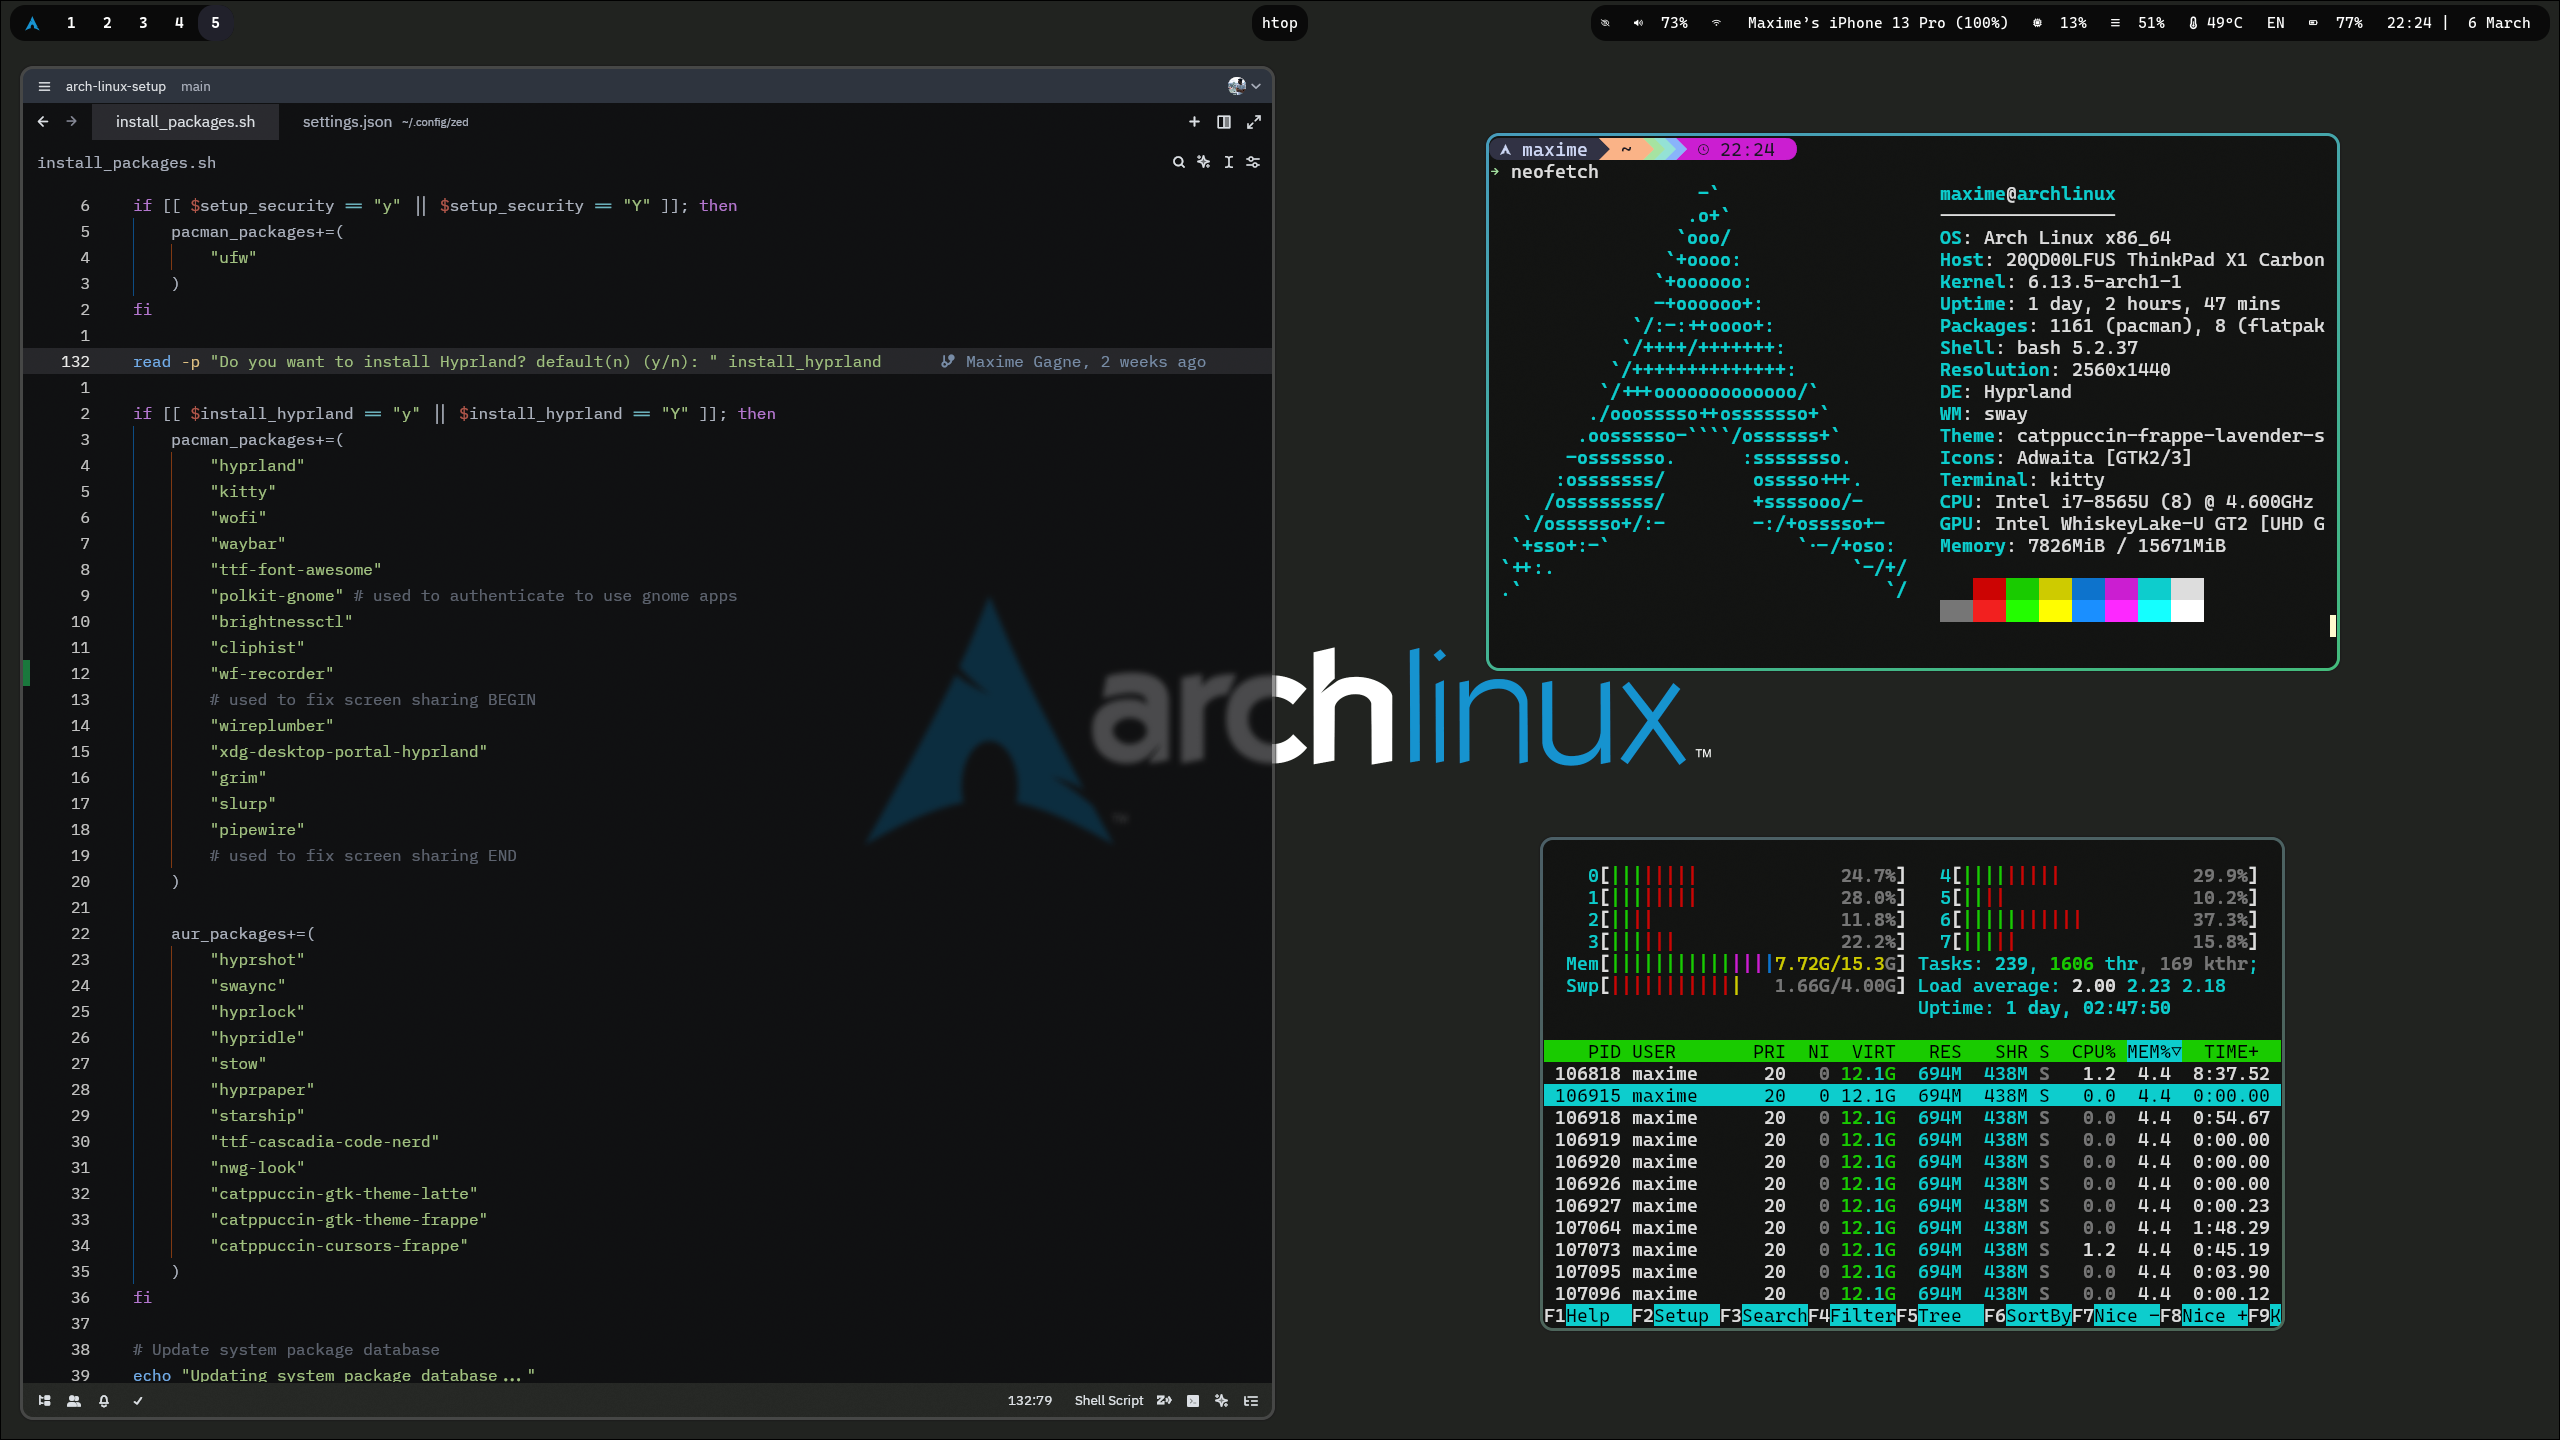 1 2 3 4 5
htop
73% Maxime’s iPhone 13 Pro (100%) 13% 51% 49°C EN 77% 22:24 | 6 March
arch-linux-setup main
install_packages.sh settings.json ~/.config/zed
install_packages.sh
6 if [[ $setup_security == "y" || $setup_security == "Y" ]]; then
5 pacman_packages+=(
4 "ufw"
3 )
2 fi
1
132 read -p "Do you want to install Hyprland? default(n) (y/n): " install_hyprland Maxime Gagne, 2 weeks ago
1
2 if [[ $install_hyprland == "y" || $install_hyprland == "Y" ]]; then
3 pacman_packages+=(
4 "hyprland"
5 "kitty"
6 "wofi"
7 "waybar"
8 "ttf-font-awesome"
9 "polkit-gnome" # used to authenticate to use gnome apps
10 "brightnessctl"
11 "cliphist"
12 "wf-recorder"
13 # used to fix screen sharing BEGIN
14 "wireplumber"
15 "xdg-desktop-portal-hyprland"
16 "grim"
17 "slurp"
18 "pipewire"
19 # used to fix screen sharing END
20 )
21
22 aur_packages+=(
23 "hyprshot"
24 "swaync"
25 "hyprlock"
26 "hypridle"
27 "stow"
28 "hyprpaper"
29 "starship"
30 "ttf-cascadia-code-nerd"
31 "nwg-look"
32 "catppuccin-gtk-theme-latte"
33 "catppuccin-gtk-theme-frappe"
34 "catppuccin-cursors-frappe"
35 )
36 fi
37
38 # Update system package database
39 echo "Updating system package database..."
132:79 Shell Script
archlinux™
maxime ~ 22:24
neofetch
-`
.o+`
`ooo/
`+oooo:
`+oooooo:
-+oooooo+:
`/:-:++oooo+:
`/++++/+++++++:
`/++++++++++++++:
`/+++ooooooooooooo/`
./ooosssso++osssssso+`
.oossssso-````/ossssss+`
-osssssso. :ssssssso.
:osssssss/ osssso+++.
/ossssssss/ +ssssooo/-
`/ossssso+/:- -:/+osssso+-
`+sso+:-` `.-/+oso:
`++:. `-/+/
.` `/
maxime@archlinux
----------------
OS: Arch Linux x86_64
Host: 20QD00LFUS ThinkPad X1 Carbon
Kernel: 6.13.5-arch1-1
Uptime: 1 day, 2 hours, 47 mins
Packages: 1161 (pacman), 8 (flatpak
Shell: bash 5.2.37
Resolution: 2560x1440
DE: Hyprland
WM: sway
Theme: catppuccin-frappe-lavender-s
Icons: Adwaita [GTK2/3]
Terminal: kitty
CPU: Intel i7-8565U (8) @ 4.600GHz
GPU: Intel WhiskeyLake-U GT2 [UHD G
Memory: 7826MiB / 15671MiB
0[|||||||| 24.7%] 4[||||||||| 29.9%]
1[|||||||| 28.0%] 5[|||| 10.2%]
2[|||| 11.8%] 6[||||||||||| 37.3%]
3[|||||| 22.2%] 7[||||| 15.8%]
Mem[|||||||||||||||7.72G/15.3G] Tasks: 239, 1606 thr, 169 kthr;
Swp[|||||||||||| 1.66G/4.00G] Load average: 2.00 2.23 2.18
Uptime: 1 day, 02:47:50
PID USER PRI NI VIRT RES SHR S CPU% MEM%▽ TIME+
106818 maxime 20 0 12.1G 694M 438M S 1.2 4.4 8:37.52
106915 maxime 20 0 12.1G 694M 438M S 0.0 4.4 0:00.00
106918 maxime 20 0 12.1G 694M 438M S 0.0 4.4 0:54.67
106919 maxime 20 0 12.1G 694M 438M S 0.0 4.4 0:00.00
106920 maxime 20 0 12.1G 694M 438M S 0.0 4.4 0:00.00
106926 maxime 20 0 12.1G 694M 438M S 0.0 4.4 0:00.00
106927 maxime 20 0 12.1G 694M 438M S 0.0 4.4 0:00.23
107064 maxime 20 0 12.1G 694M 438M S 0.0 4.4 1:48.29
107073 maxime 20 0 12.1G 694M 438M S 1.2 4.4 0:45.19
107095 maxime 20 0 12.1G 694M 438M S 0.0 4.4 0:03.90
107096 maxime 20 0 12.1G 694M 438M S 0.0 4.4 0:00.12
F1Help F2Setup F3SearchF4FilterF5Tree F6SortByF7Nice -F8Nice +F9K